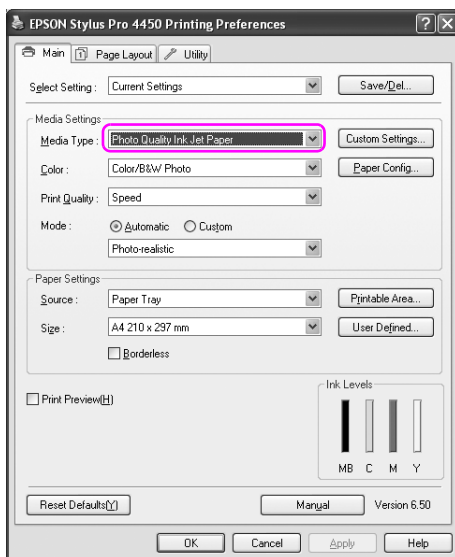 EPSON Stylus Pro 4450 Printing Preferences
Main Page Layout Utility
Select Setting : Current Settings Save/Del...
Media Settings
Media Type : Photo Quality Ink Jet Paper Custom Settings...
Color : Color/B&W Photo Paper Config...
Print Quality : Speed
Mode : Automatic Custom
Photo-realistic
Paper Settings
Source : Paper Tray Printable Area...
Size : A4 210 x 297 mm User Defined...
Borderless
Ink Levels
Print Preview(H)
MB C M Y
Reset Defaults(Y) Manual Version 6.50
OK Cancel Apply Help